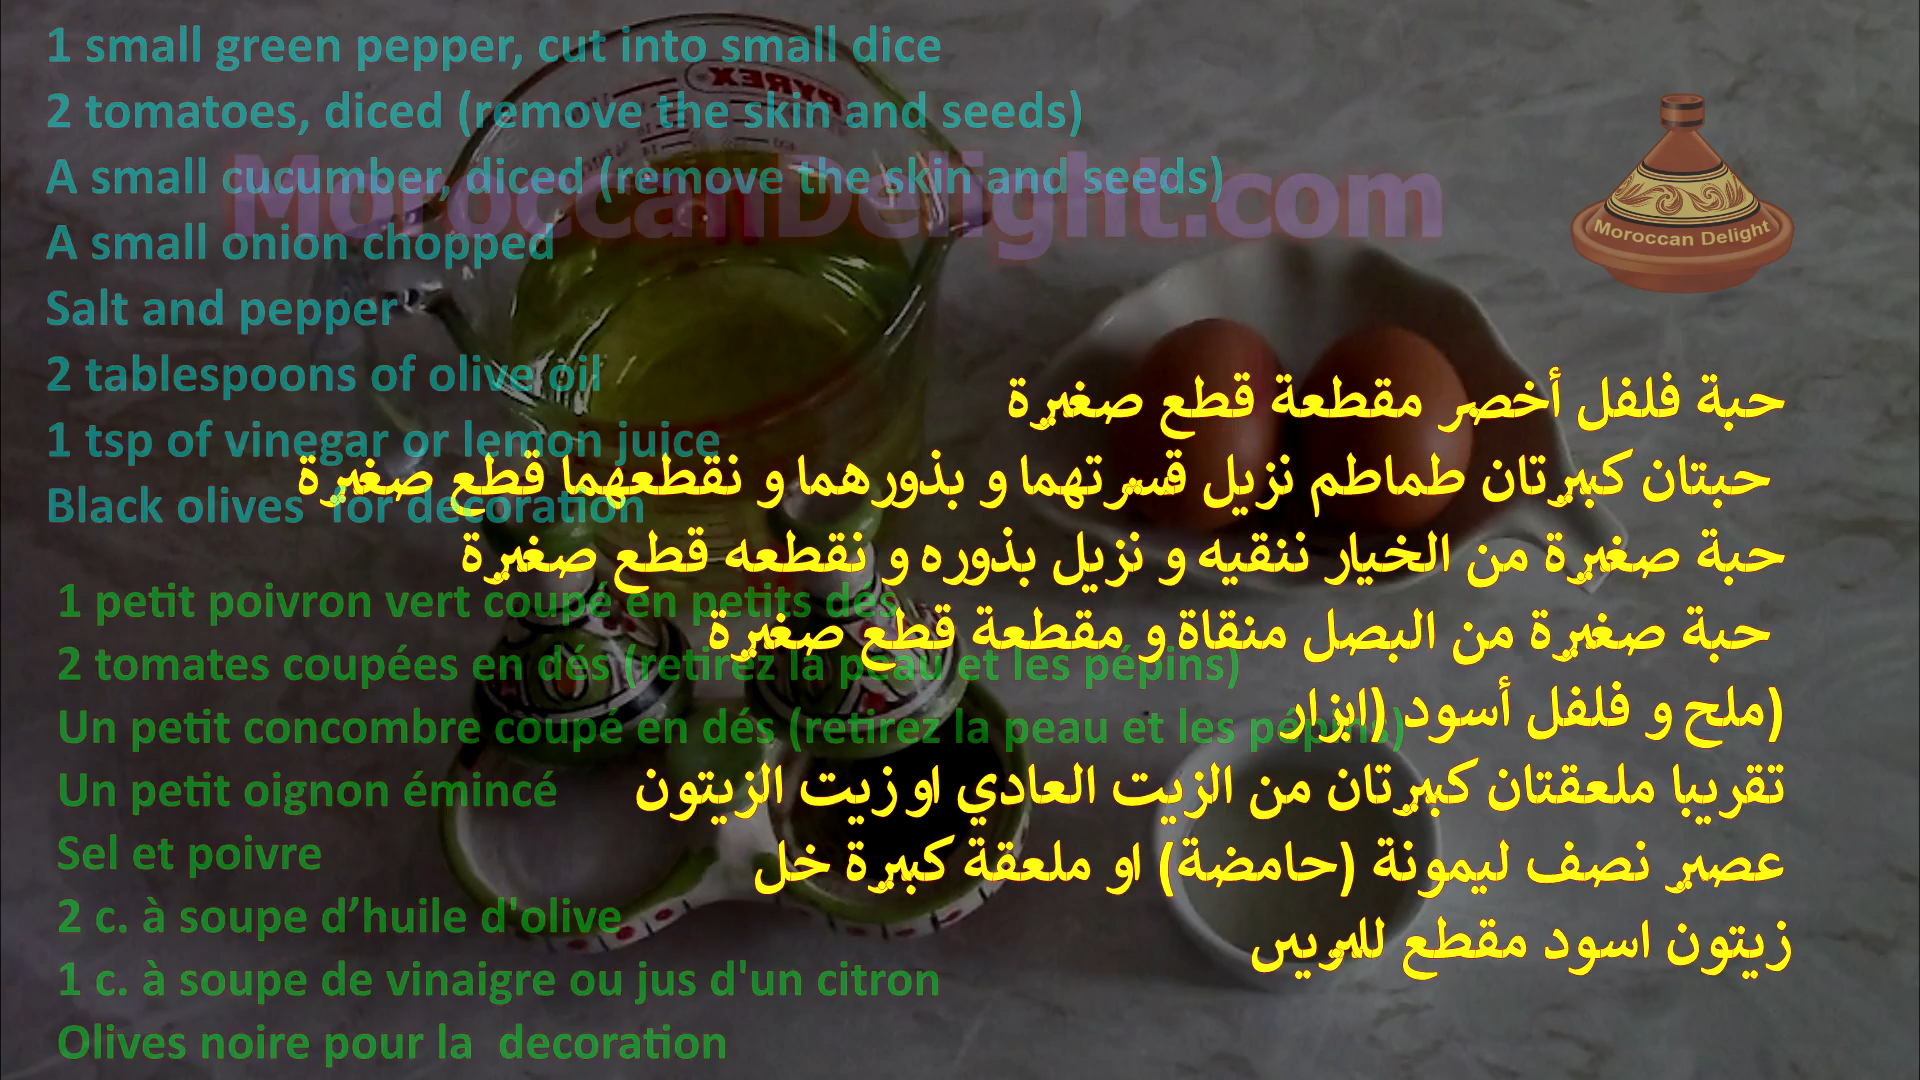 1 small green pepper, cut into small dice
2 tomatoes, diced (remove the skin and seeds)
A small cucumber, diced (remove the skin and seeds)
A small onion chopped
Salt and pepper
2 tablespoons of olive oil
1 tsp of vinegar or lemon juice
Black olives for decoration
PYREX
MoroccanDelight.com
Moroccan Delight
حبة فلفل أخصر مقطعة قطع صغيرة
حبتان كبيرتان طماطم نزيل قسرتهما و بذورهما و نقطعهما قطع صغيرة
حبة صغيرة من الخيار ننقيه و نزيل بذوره و نقطعه قطع صغيرة
حبة صغيرة من البصل منقاة و مقطعة قطع صغيرة
(ملح و فلفل أسود (ابزار
تقريبا ملعقتان كبيرتان من الزيت العادي او زيت الزيتون
عصير نصف ليمونة (حامضة) او ملعقة كبيرة خل
زيتون اسود مقطع
1 petit poivron vert coupé en petits dés
2 tomates coupées en dés (retirez la peau et les pépins)
Un petit concombre coupé en dés (retirez la peau et les pépins)
Un petit oignon émincé
Sel et poivre
2 c. à soupe d’huile d'olive
1 c. à soupe de vinaigre ou jus d'un citron
Olives noire pour la decoration